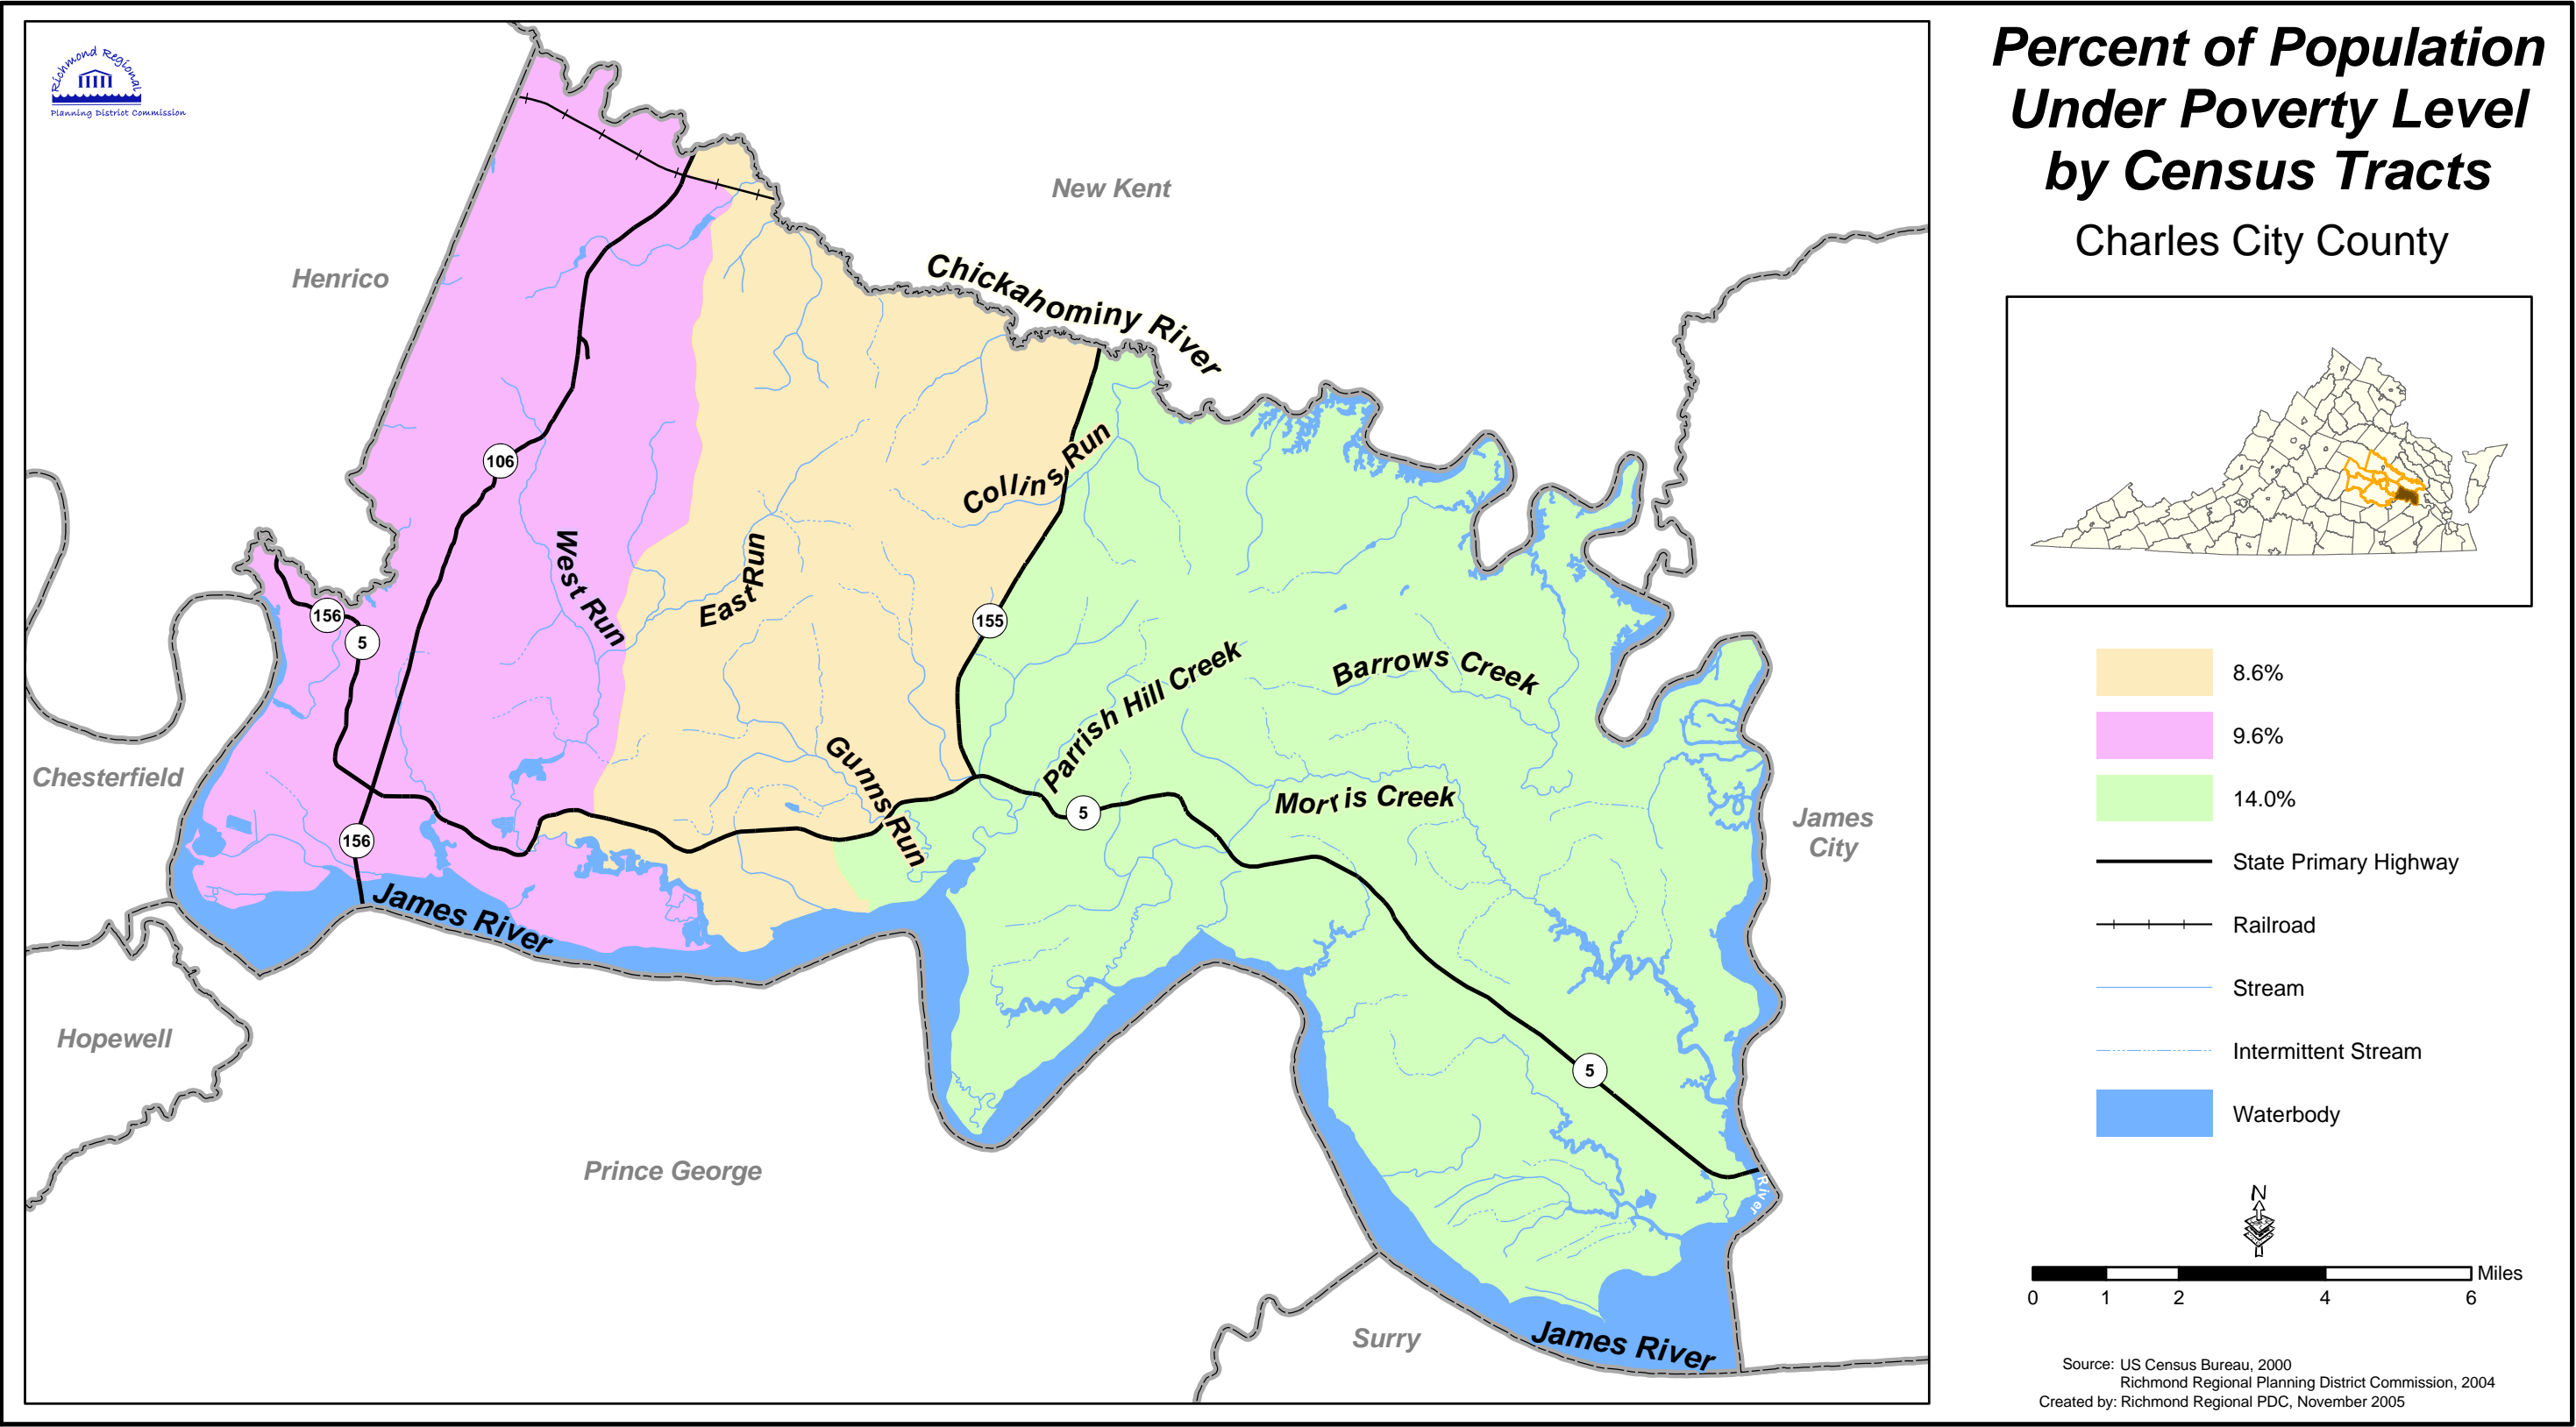 Percent of Population
Under Poverty Level
by Census Tracts
Charles City County
Richmond Regional
Planning District Commission
New Kent
Henrico
Chickahominy River
Collins Run
106
West Run
East Run
156
5
155
Parrish Hill Creek
Barrows Creek
Gunns Run
Chesterfield
Morris Creek
5
James
City
156
James River
Hopewell
5
Prince George
River
Surry
James River
8.6%
9.6%
14.0%
State Primary Highway
Railroad
Stream
Intermittent Stream
Waterbody
N
Miles
0 1 2 4 6
Source: US Census Bureau, 2000
Richmond Regional Planning District Commission, 2004
Created by: Richmond Regional PDC, November 2005